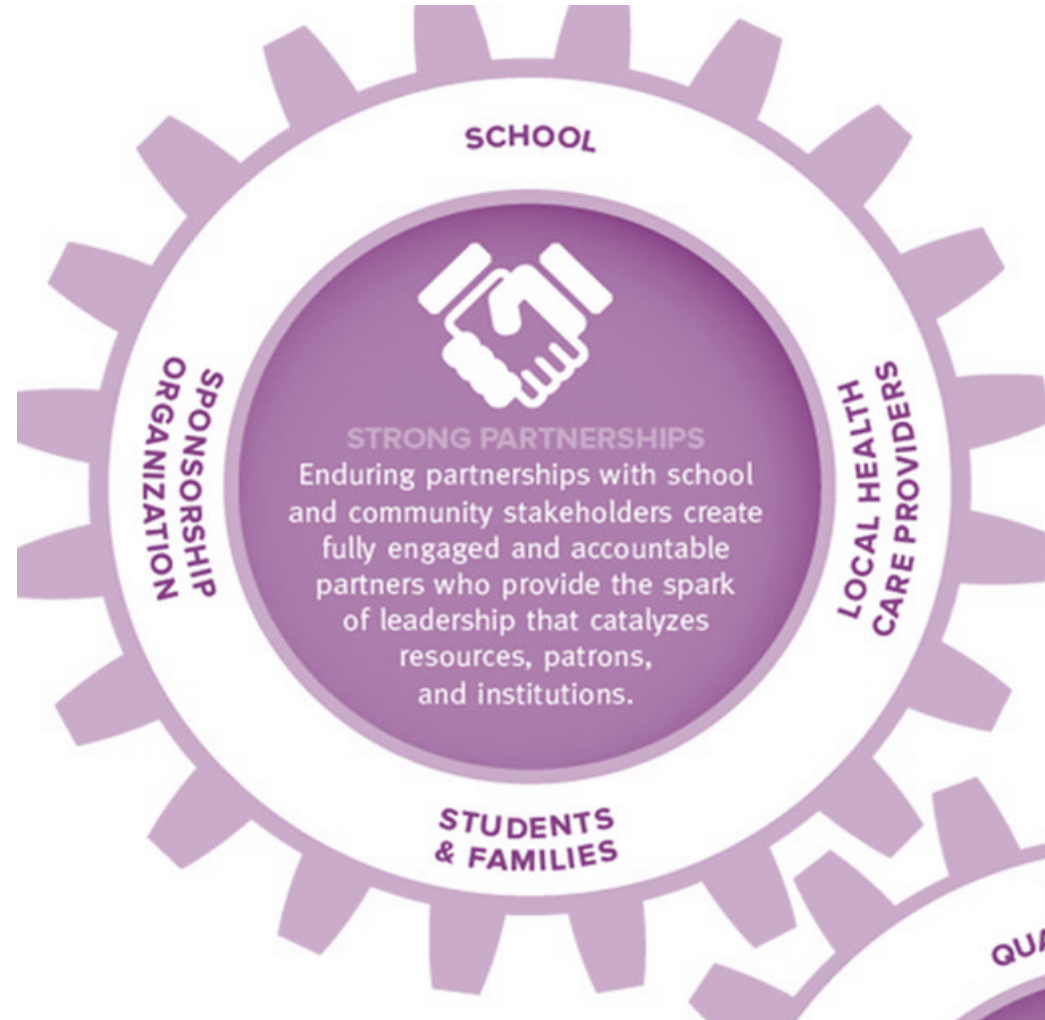 SCHOOL
SPONSORSHIP
ORGANIZATION
LOCAL HEALTH
CARE PROVIDERS
STRONG PARTNERSHIPS
Enduring partnerships with school
and community stakeholders create
fully engaged and accountable
partners who provide the spark
of leadership that catalyzes
resources, patrons,
and institutions.
STUDENTS
& FAMILIES